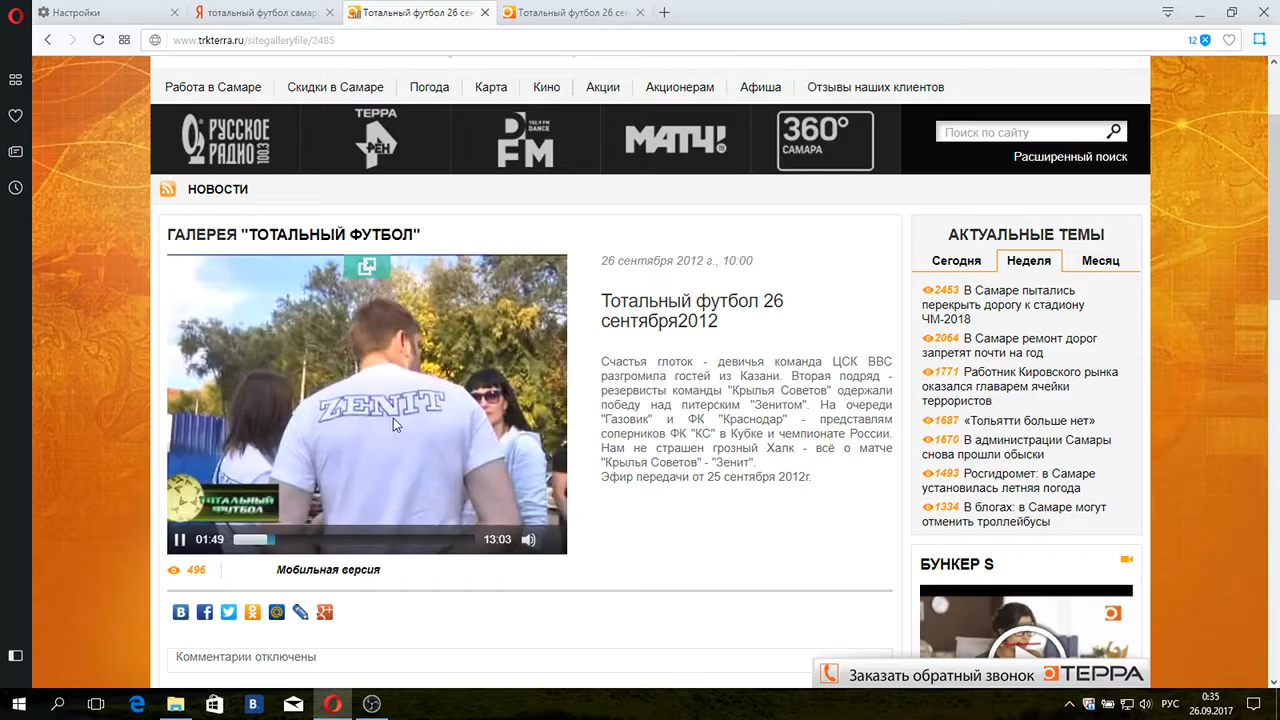 Настройки
тотальный футбол самар
Тотальный футбол 26 сен
Тотальный футбол 26 сен
www.trkterra.ru/sitegalleryfile/2485
12
Работа в Самаре
Скидки в Самаре
Погода
Карта
Кино
Акции
Акционерам
Афиша
Отзывы наших клиентов
РУССКОЕ РАДИО 100.3
ТЕРРА
РЕН
DANCE
DFM
МАТЧ!
360°
САМАРА
Поиск по сайту
Расширенный поиск
НОВОСТИ
ГАЛЕРЕЯ "ТОТАЛЬНЫЙ ФУТБОЛ"
ZENIT
ТОТАЛЬНЫЙ
ФУТБОЛ
01:49
13:03
496
Мобильная версия
26 сентября 2012 г., 10:00
Тотальный футбол 26
сентября2012
Счастья глоток - девичья команда ЦСК ВВС
разгромила гостей из Казани. Вторая подряд -
резервисты команды "Крылья Советов" одержали
победу над питерским "Зенитом". На очереди
"Газовик" и ФК "Краснодар" - представляям
соперников ФК "КС" в Кубке и чемпионате России.
Нам не страшен грозный Халк - всё о матче
"Крылья Советов" - "Зенит".
Эфир передачи от 25 сентября 2012г.
Комментарии отключены
АКТУАЛЬНЫЕ ТЕМЫ
Сегодня
Неделя
Месяц
2453 В Самаре пытались
перекрыть дорогу к стадиону
ЧМ-2018
2064 В Самаре ремонт дорог
запретят почти на год
1771 Работник Кировского рынка
оказался главарем ячейки
террористов
1687 «Тольятти больше нет»
1670 В администрации Самары
снова прошли обыски
1493 Росгидромет: в Самаре
установилась летняя погода
1334 В блогах: в Самаре могут
отменить троллейбусы
БУНКЕР S
Заказать обратный звонок ТЕРРА
РУС
0:35
26.09.2017